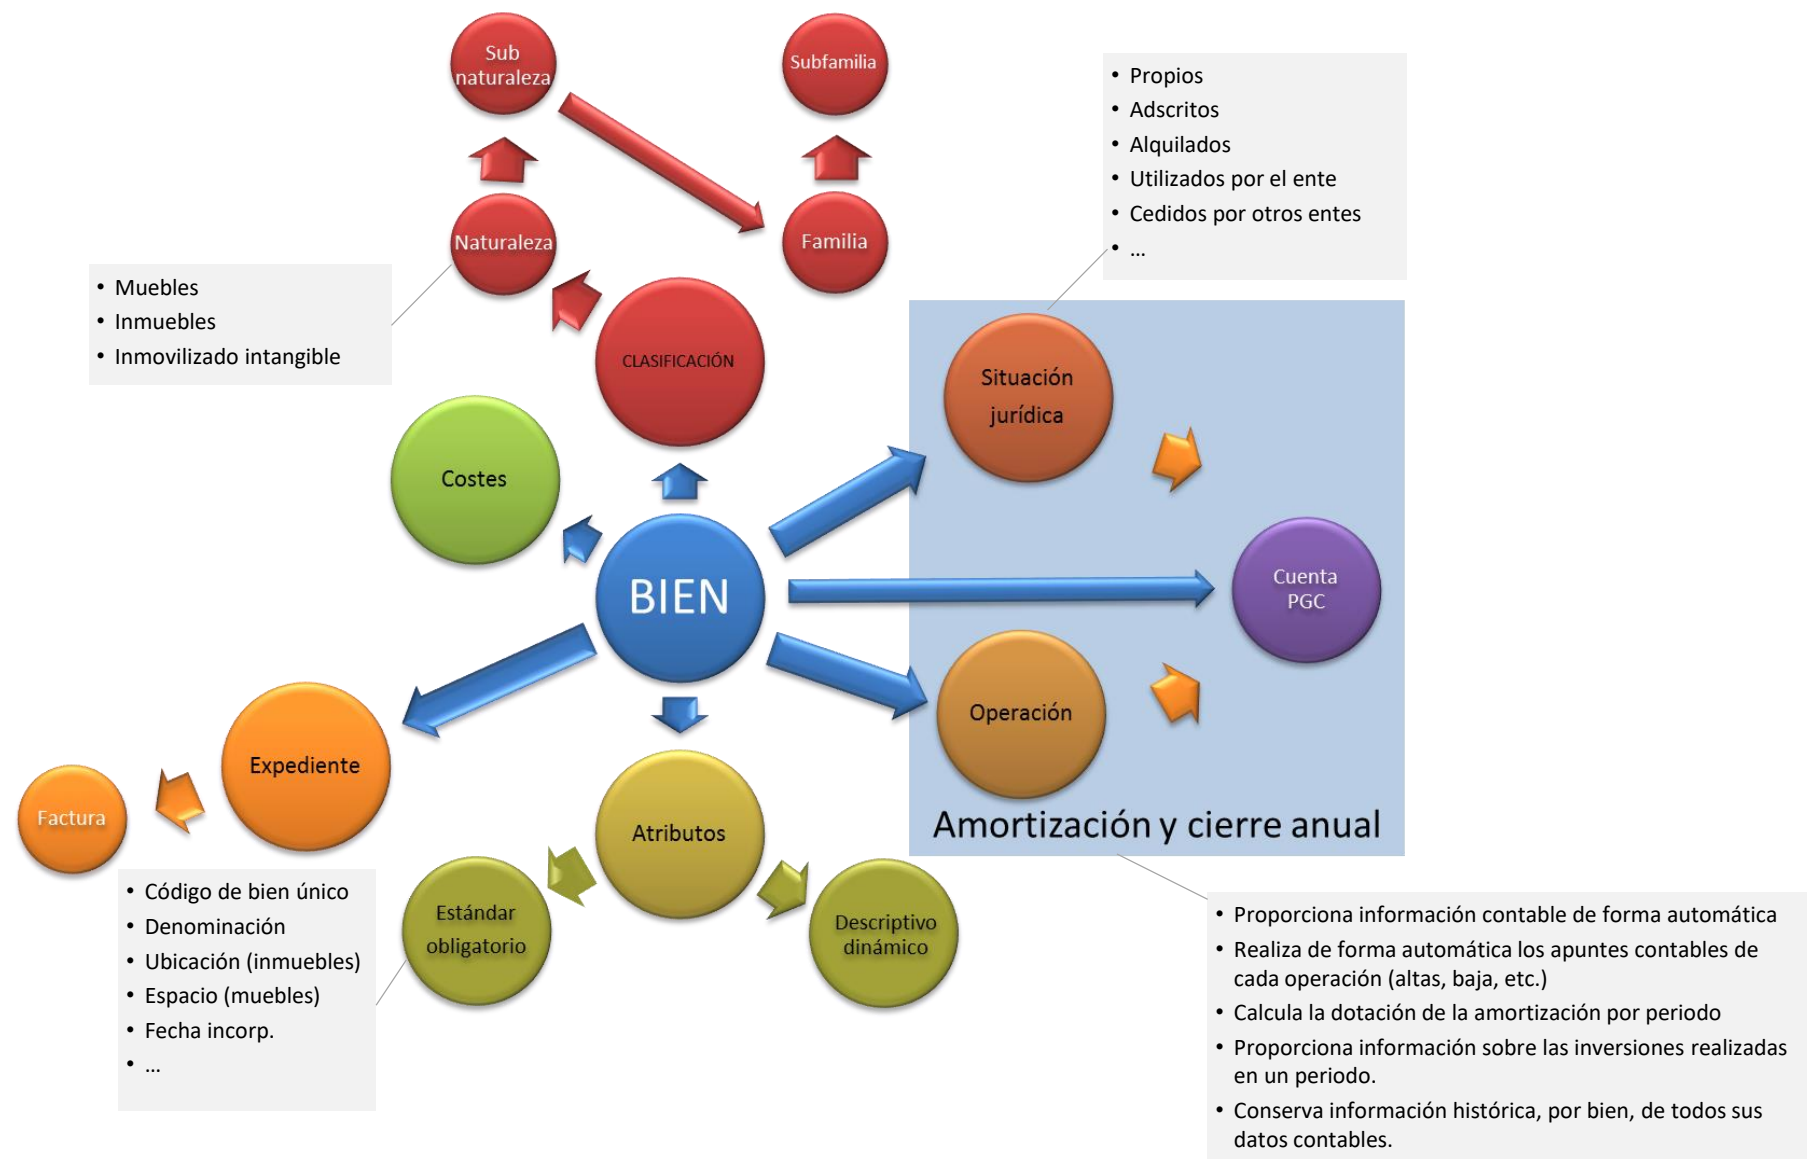 Sub
naturaleza
Subfamilia
• Propios
• Adscritos
• Alquilados
• Utilizados por el ente
• Cedidos por otros entes
• ...
Naturaleza
Familia
• Muebles
• Inmuebles
• Inmovilizado intangible
CLASIFICACIÓN
Situación
jurídica
Costes
BIEN
Cuenta
PGC
Operación
Expediente
Factura
Atributos
Amortización y cierre anual
Estándar
obligatorio
Descriptivo
dinámico
• Código de bien único
• Denominación
• Ubicación (inmuebles)
• Espacio (muebles)
• Fecha incorp.
• ...
• Proporciona información contable de forma automática
• Realiza de forma automática los apuntes contables de
cada operación (altas, baja, etc.)
• Calcula la dotación de la amortización por periodo
• Proporciona información sobre las inversiones realizadas
en un periodo.
• Conserva información histórica, por bien, de todos sus
datos contables.